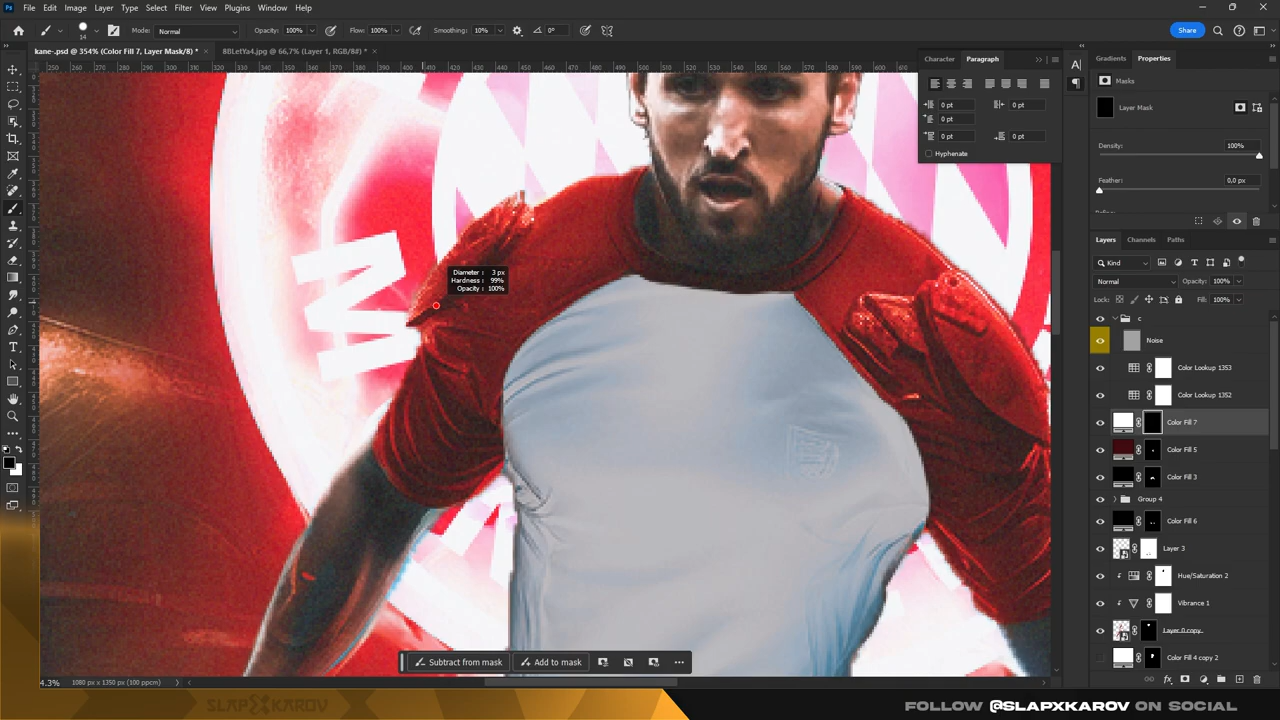 File Edit Image Layer Type Select Filter View Plugins Window Help
14 Mode: Normal Opacity: 100% Flow: 100% Smoothing: 10% 0° Share
kane-.psd @ 354% (Color Fill 7, Layer Mask/8) * 8BLetYa4.jpg @ 66,7% (Layer 1, RGB/8#) *
Character Paragraph
0 pt 0 pt
0 pt
0 pt 0 pt
Hyphenate
Gradients Properties
Masks
Layer Mask
Density: 100%
Feather: 0,0 px
Layers Channels Paths
Kind
Normal Opacity: 100%
Lock: Fill: 100%
c
Noise
Color Lookup 1353
Color Lookup 1352
Color Fill 7
Color Fill 5
Color Fill 3
Group 4
Color Fill 6
Layer 3
Hue/Saturation 2
Vibrance 1
Layer 0 copy
Color Fill 4 copy 2
Diameter : 3 px
Hardness : 99%
Opacity : 100%
M
Subtract from mask Add to mask
4.3% 1080 px x 1350 px (100 ppcm)
SLAPXKAROV
FOLLOW @SLAPXKAROV ON SOCIAL